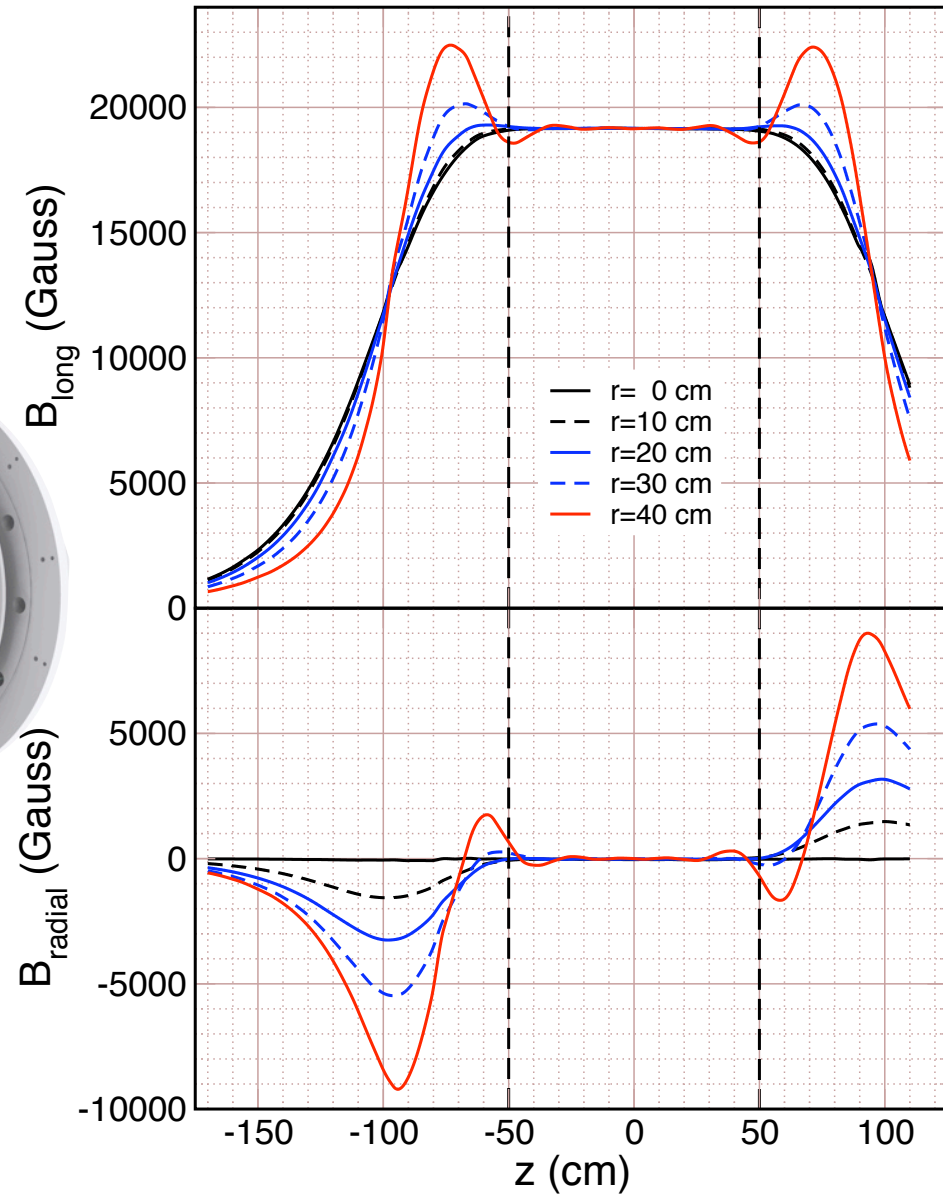 B_long (Gauss)
20000
15000
10000
5000
0
r= 0 cm
r=10 cm
r=20 cm
r=30 cm
r=40 cm
B_radial (Gauss)
5000
0
-5000
-10000
-150 -100 -50 0 50 100
z (cm)